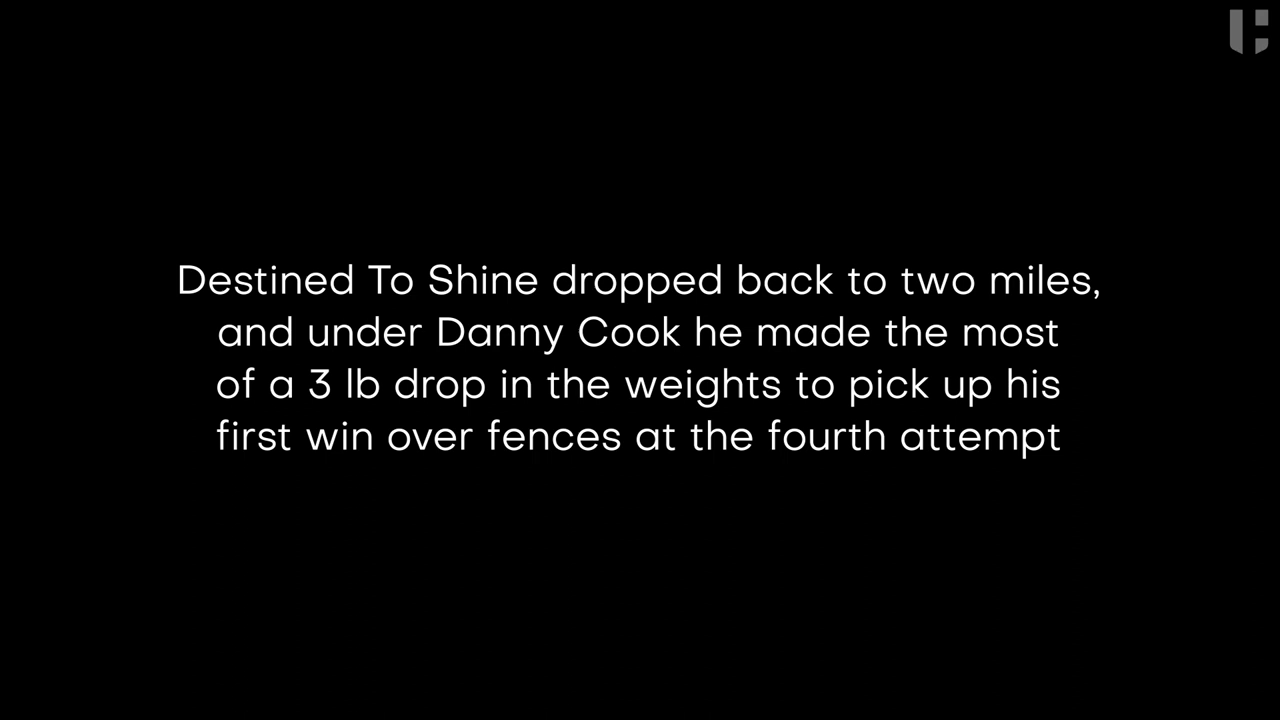 Destined To Shine dropped back to two miles,
and under Danny Cook he made the most
of a 3 lb drop in the weights to pick up his
first win over fences at the fourth attempt